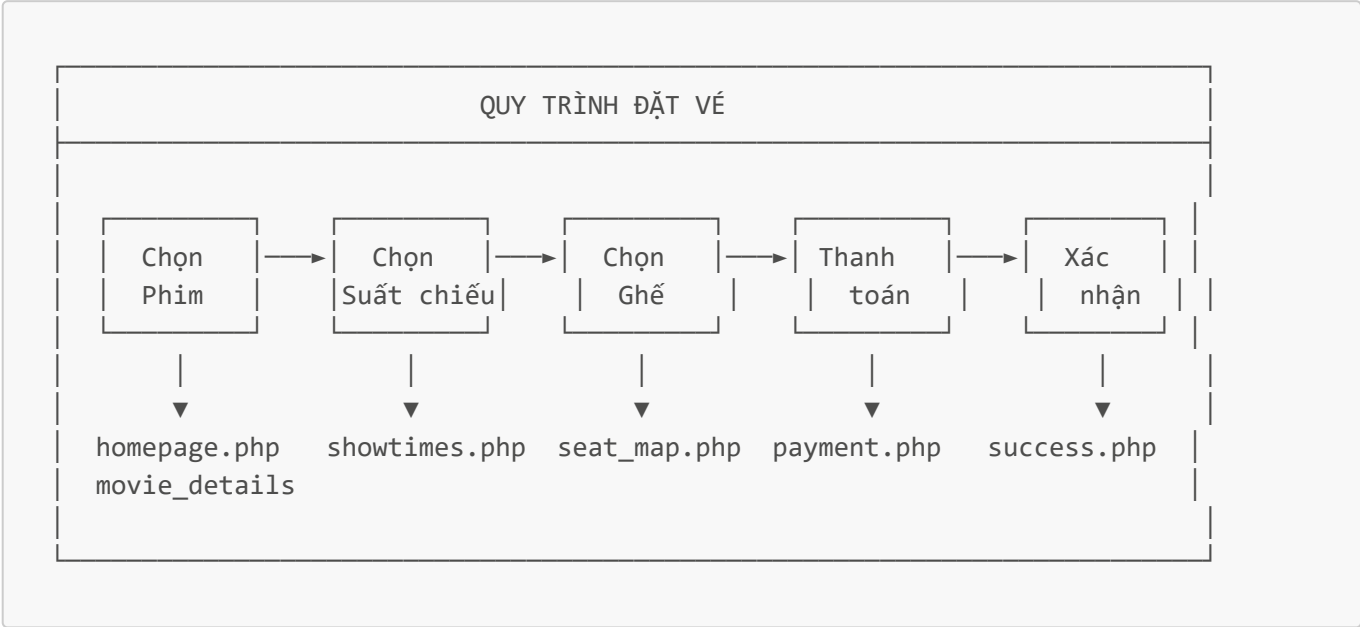 QUY TRÌNH ĐẶT VÉ
Chọn Chọn Chọn Thanh Xác
Phim Suất chiếu Ghế toán nhận
homepage.php showtimes.php seat_map.php payment.php success.php
movie_details